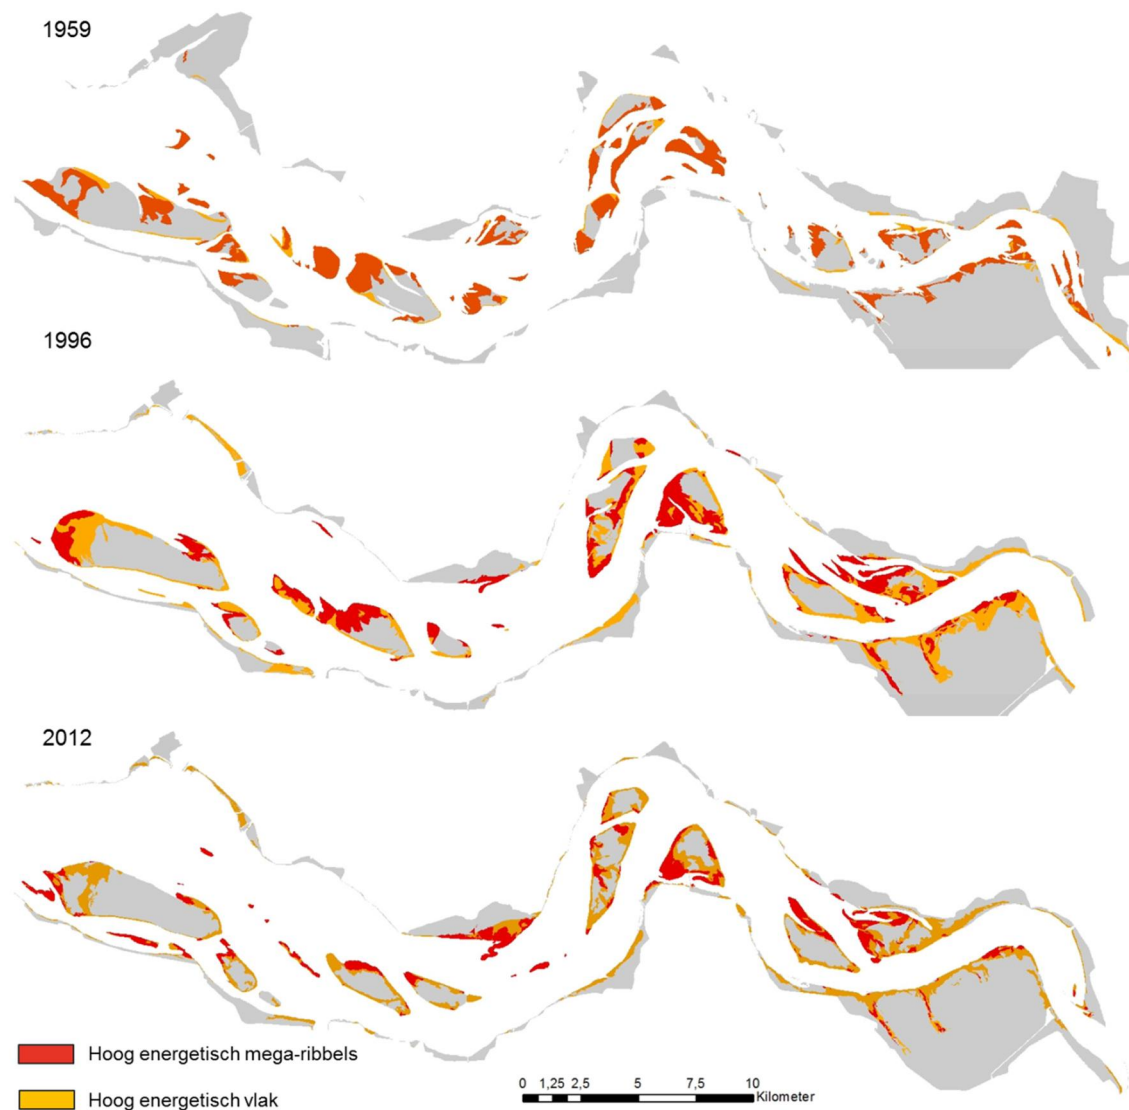 1959
1996
2012
Hoog energetisch mega-ribbels
Hoog energetisch vlak
0 1,25 2,5 5 7,5 10
Kilometer